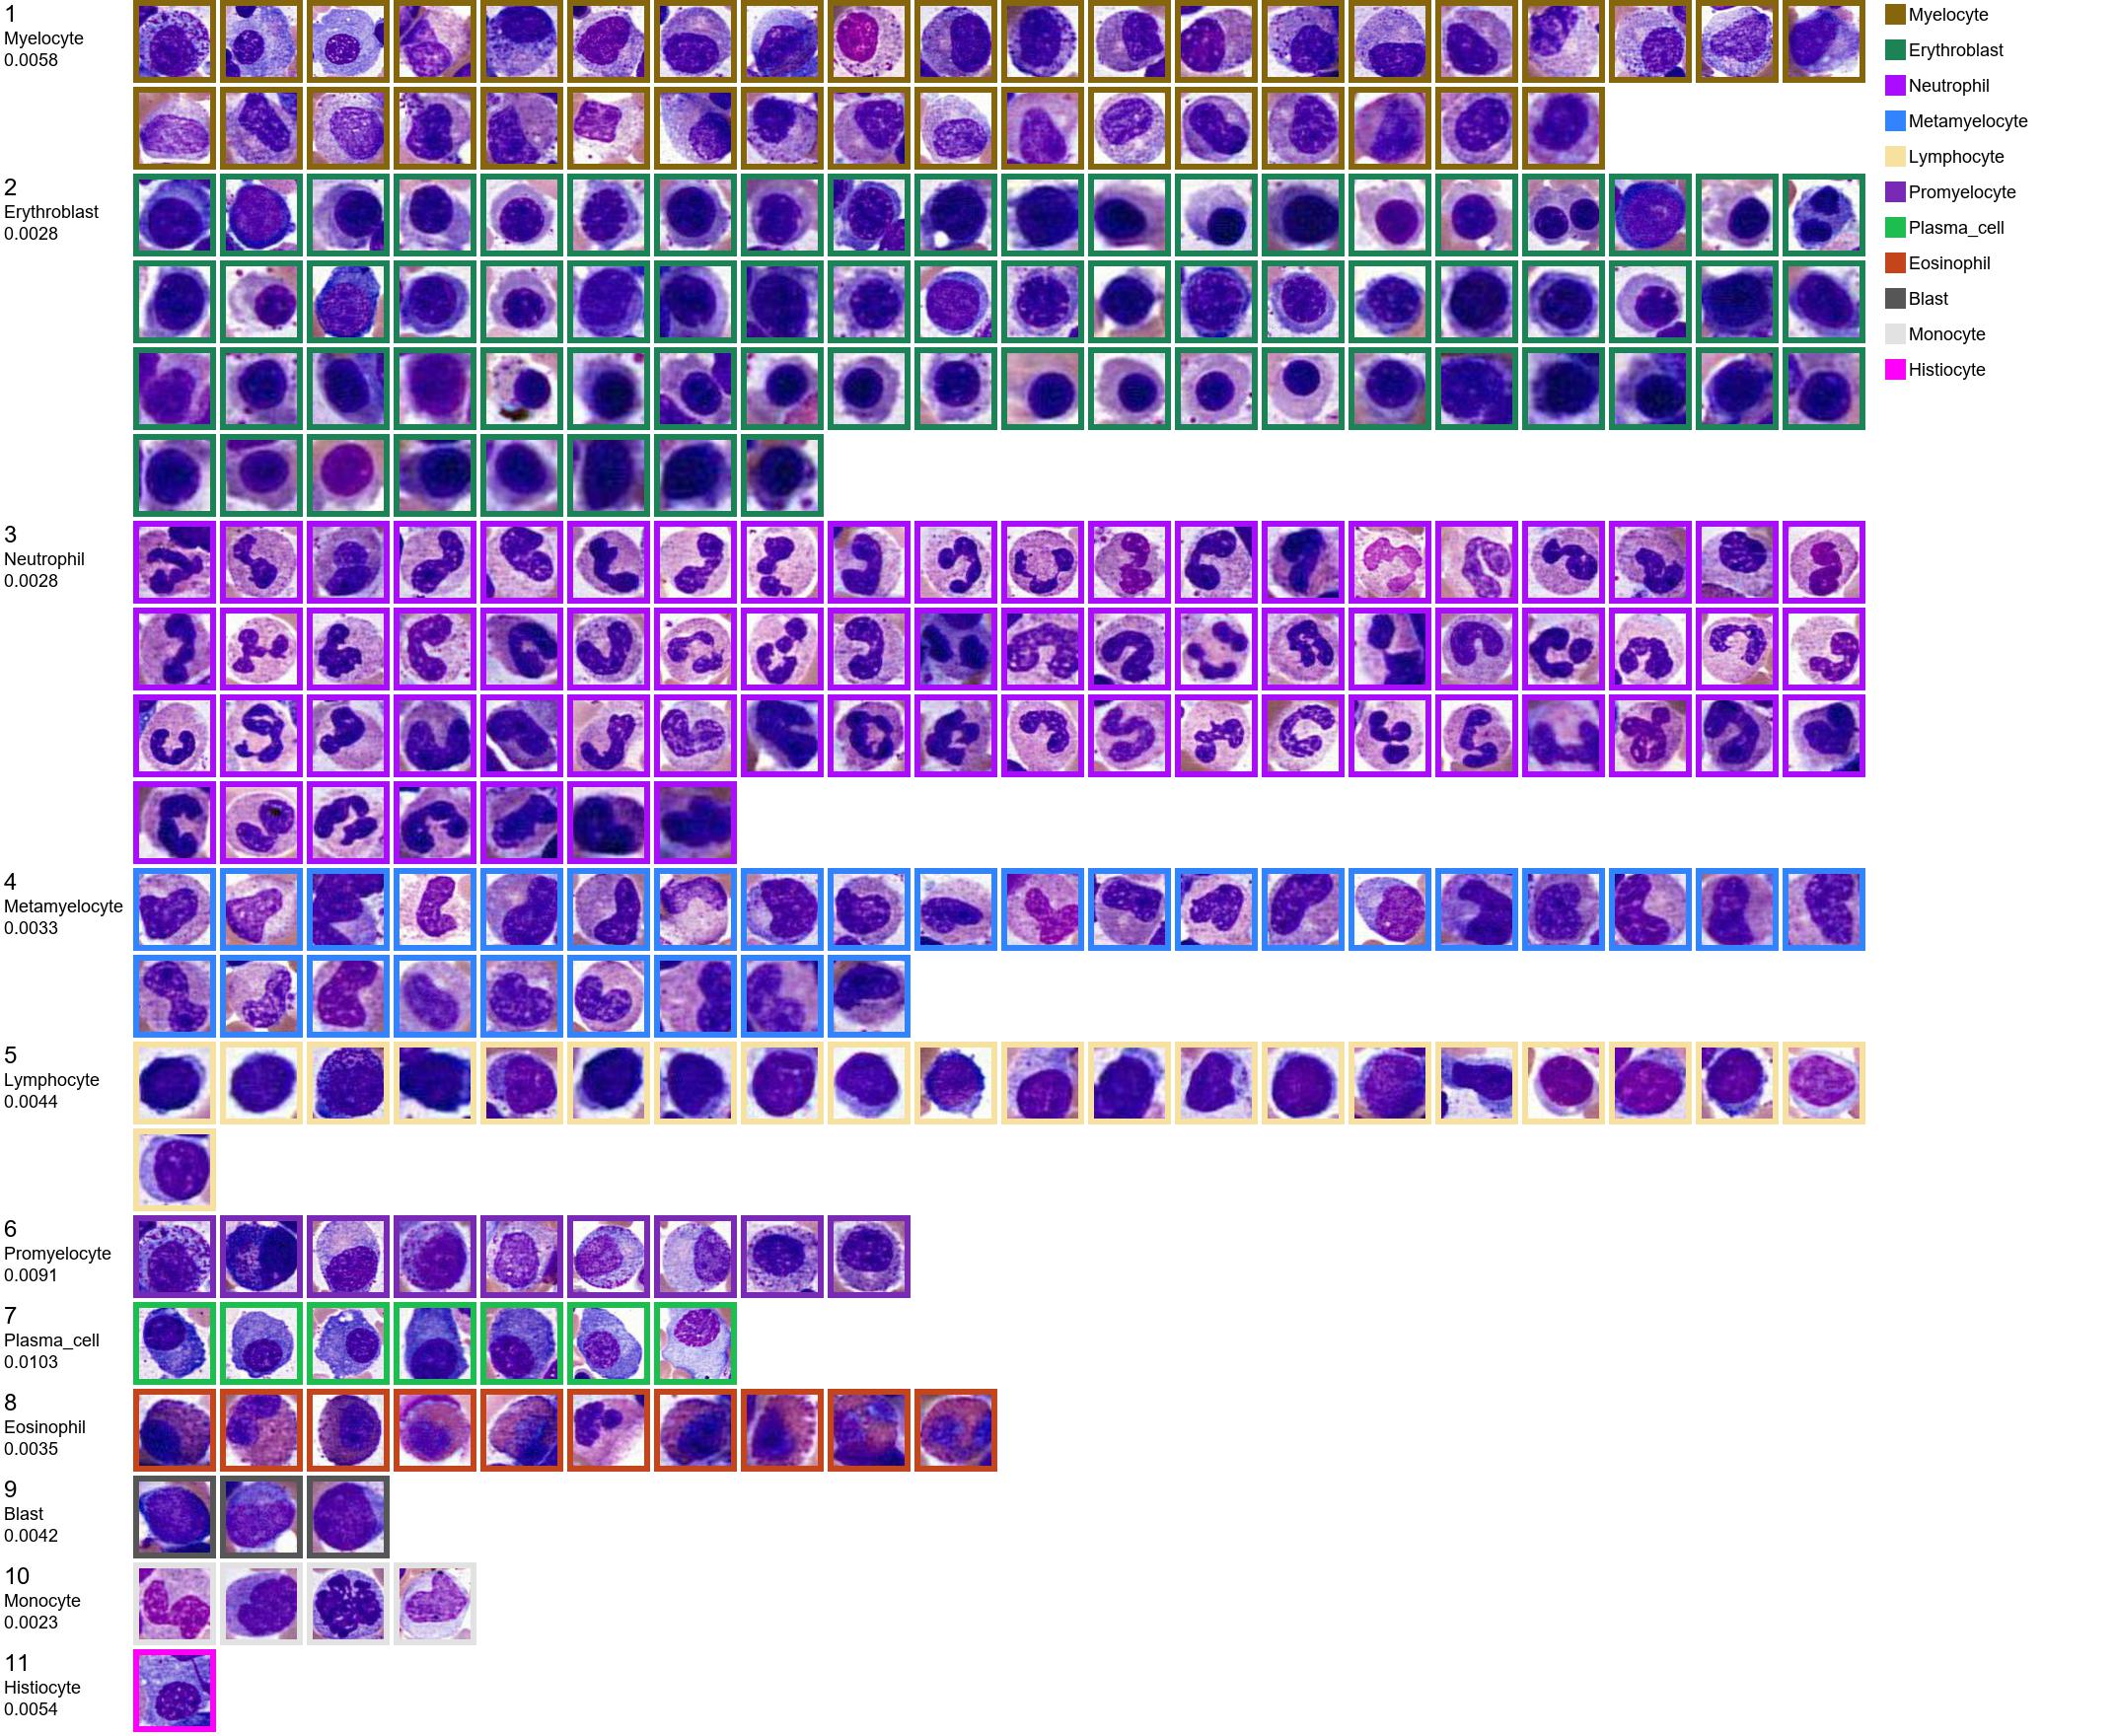 1
Myelocyte
0.0058
2
Erythroblast
0.0028
3
Neutrophil
0.0028
4
Metamyelocyte
0.0033
5
Lymphocyte
0.0044
6
Promyelocyte
0.0091
7
Plasma_cell
0.0103
8
Eosinophil
0.0035
9
Blast
0.0042
10
Monocyte
0.0023
11
Histiocyte
0.0054
Myelocyte
Erythroblast
Neutrophil
Metamyelocyte
Lymphocyte
Promyelocyte
Plasma_cell
Eosinophil
Blast
Monocyte
Histiocyte